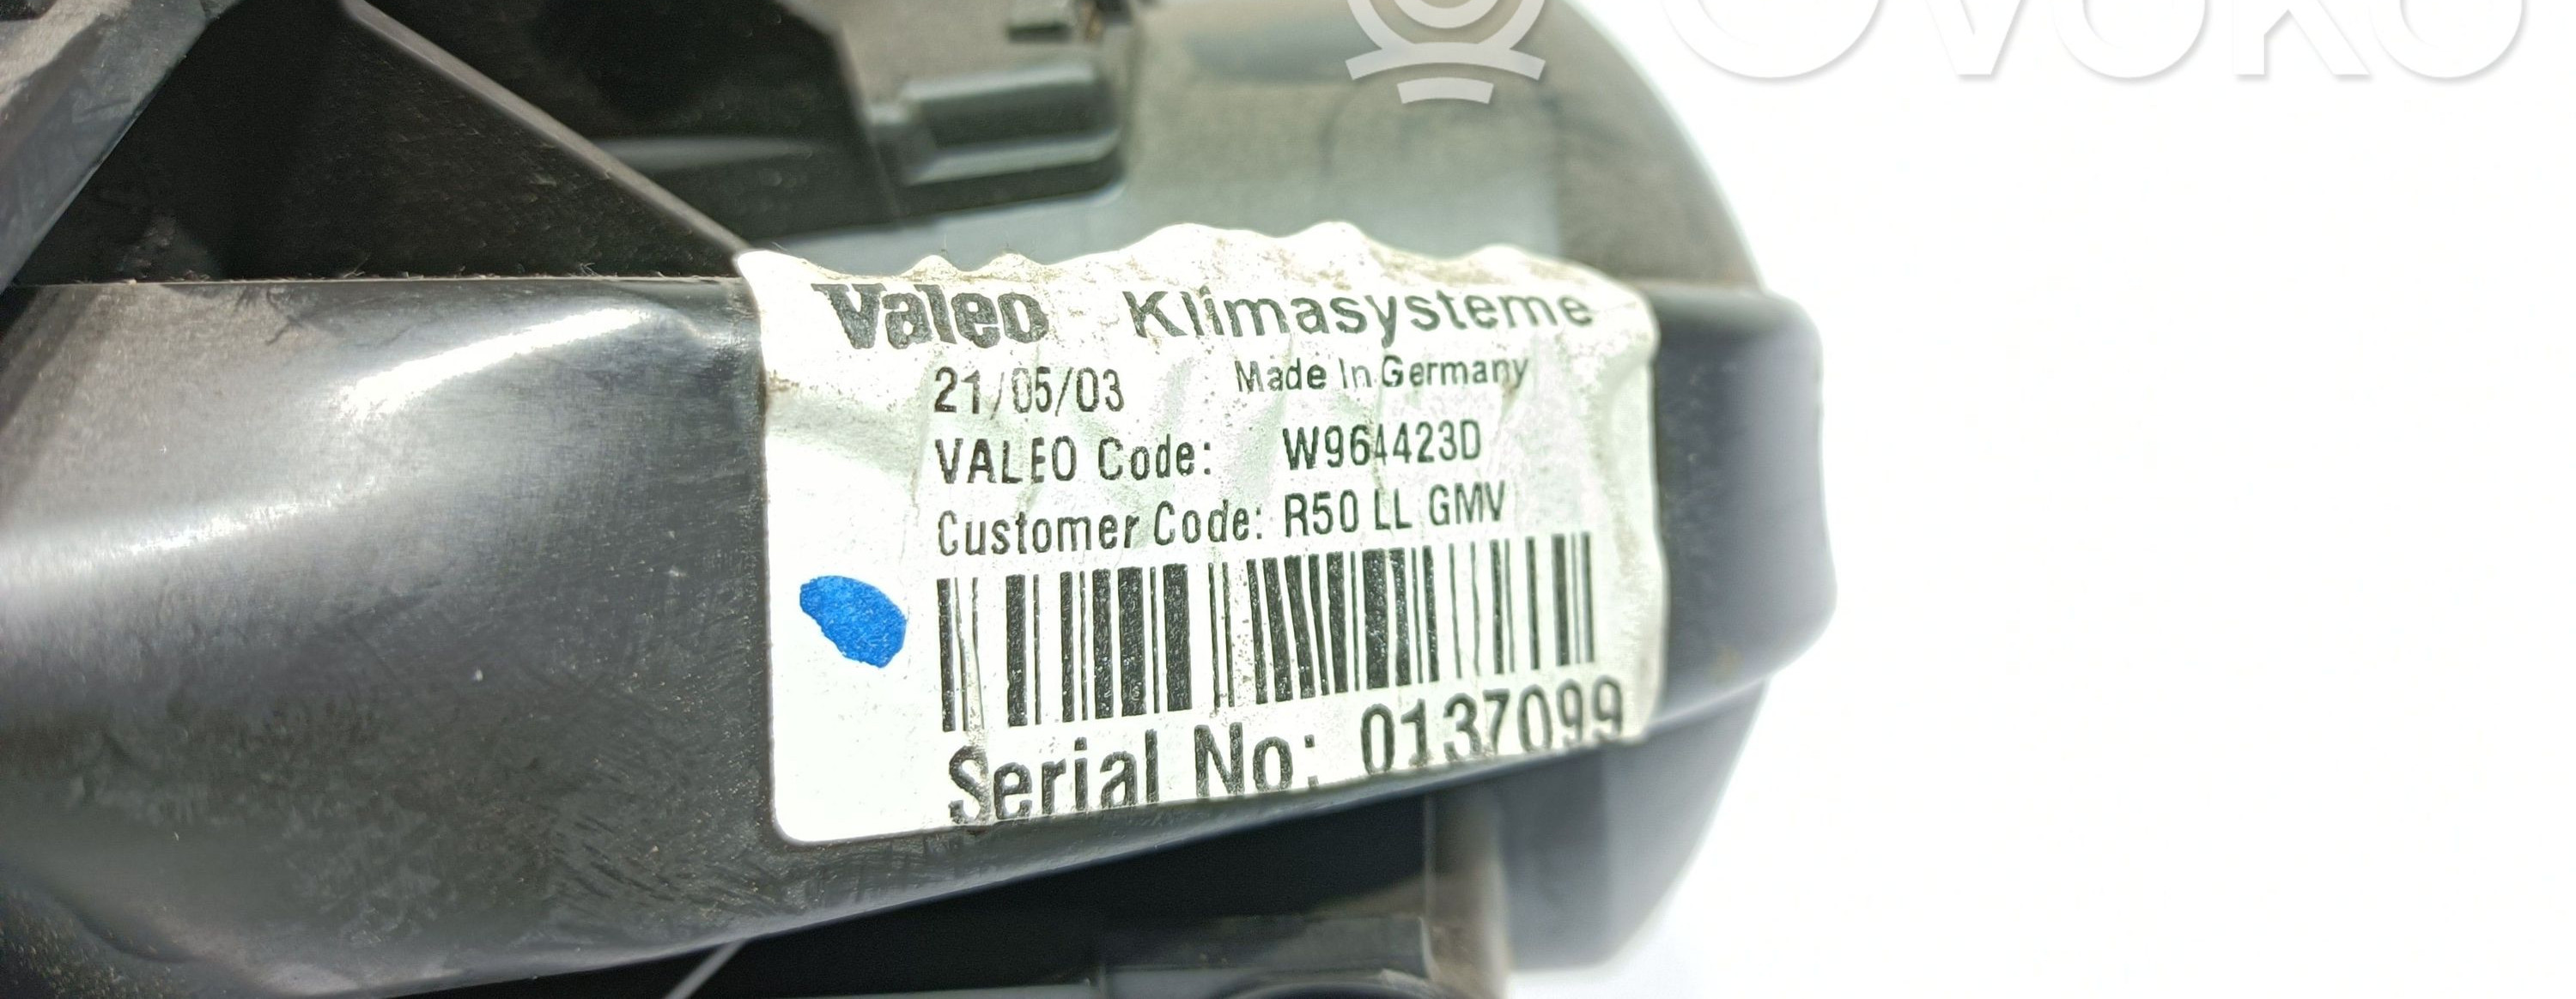 OVOKO
Valeo Klimasysteme
21/05/03 Made In Germany
VALEO Code: W964423D
Customer Code: R50 LL GMV
Serial No: 0137099